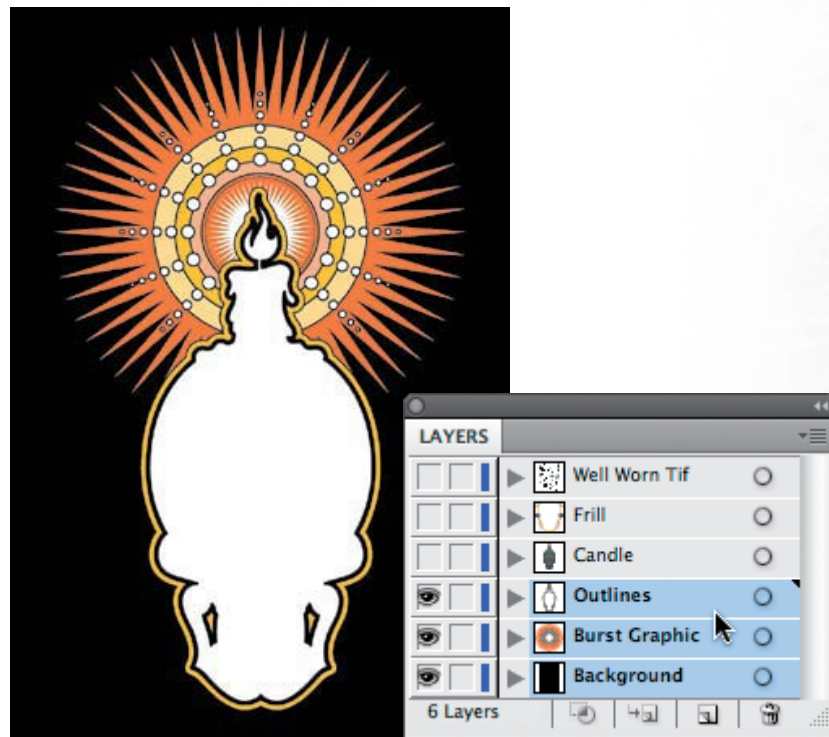 LAYERS
Well Worn Tif
Frill
Candle
Outlines
Burst Graphic
Background
6 Layers